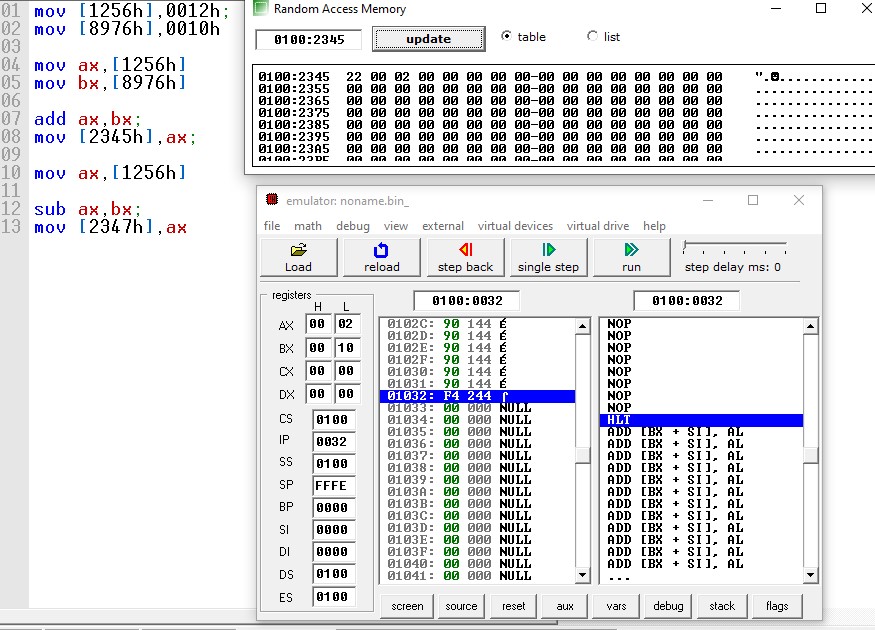 01 mov [1256h],0012h;
02 mov [8976h],0010h
03
04 mov ax,[1256h]
05 mov bx,[8976h]
06
07 add ax,bx;
08 mov [2345h],ax;
09
10 mov ax,[1256h]
11
12 sub ax,bx;
13 mov [2347h],ax
Random Access Memory
0100:2345 update table list
0100:2345 22 00 02 00 00 00 00 00-00 00 00 00 00 00 00 00 ".☻.............
0100:2355 00 00 00 00 00 00 00 00-00 00 00 00 00 00 00 00 ................
0100:2365 00 00 00 00 00 00 00 00-00 00 00 00 00 00 00 00 ................
0100:2375 00 00 00 00 00 00 00 00-00 00 00 00 00 00 00 00 ................
0100:2385 00 00 00 00 00 00 00 00-00 00 00 00 00 00 00 00 ................
0100:2395 00 00 00 00 00 00 00 00-00 00 00 00 00 00 00 00 ................
0100:23A5 00 00 00 00 00 00 00 00-00 00 00 00 00 00 00 00 ................
emulator: noname.bin_
file math debug view external virtual devices virtual drive help
Load reload step back single step run step delay ms: 0
registers
H L
AX 00 02
BX 00 10
CX 00 00
DX 00 00
CS 0100
IP 0032
SS 0100
SP FFFE
BP 0000
SI 0000
DI 0000
DS 0100
ES 0100
0100:0032
0102C: 90 144 É
0102D: 90 144 É
0102E: 90 144 É
0102F: 90 144 É
01030: 90 144 É
01031: 90 144 É
01032: F4 244 ⌠
01033: 00 000 NULL
01034: 00 000 NULL
01035: 00 000 NULL
01036: 00 000 NULL
01037: 00 000 NULL
01038: 00 000 NULL
01039: 00 000 NULL
0103A: 00 000 NULL
0103B: 00 000 NULL
0103C: 00 000 NULL
0103D: 00 000 NULL
0103E: 00 000 NULL
0103F: 00 000 NULL
01040: 00 000 NULL
01041: 00 000 NULL
0100:0032
NOP
NOP
NOP
NOP
NOP
NOP
NOP
NOP
HLT
ADD [BX + SI], AL
ADD [BX + SI], AL
ADD [BX + SI], AL
ADD [BX + SI], AL
ADD [BX + SI], AL
ADD [BX + SI], AL
ADD [BX + SI], AL
ADD [BX + SI], AL
ADD [BX + SI], AL
ADD [BX + SI], AL
ADD [BX + SI], AL
ADD [BX + SI], AL
...
screen source reset aux vars debug stack flags